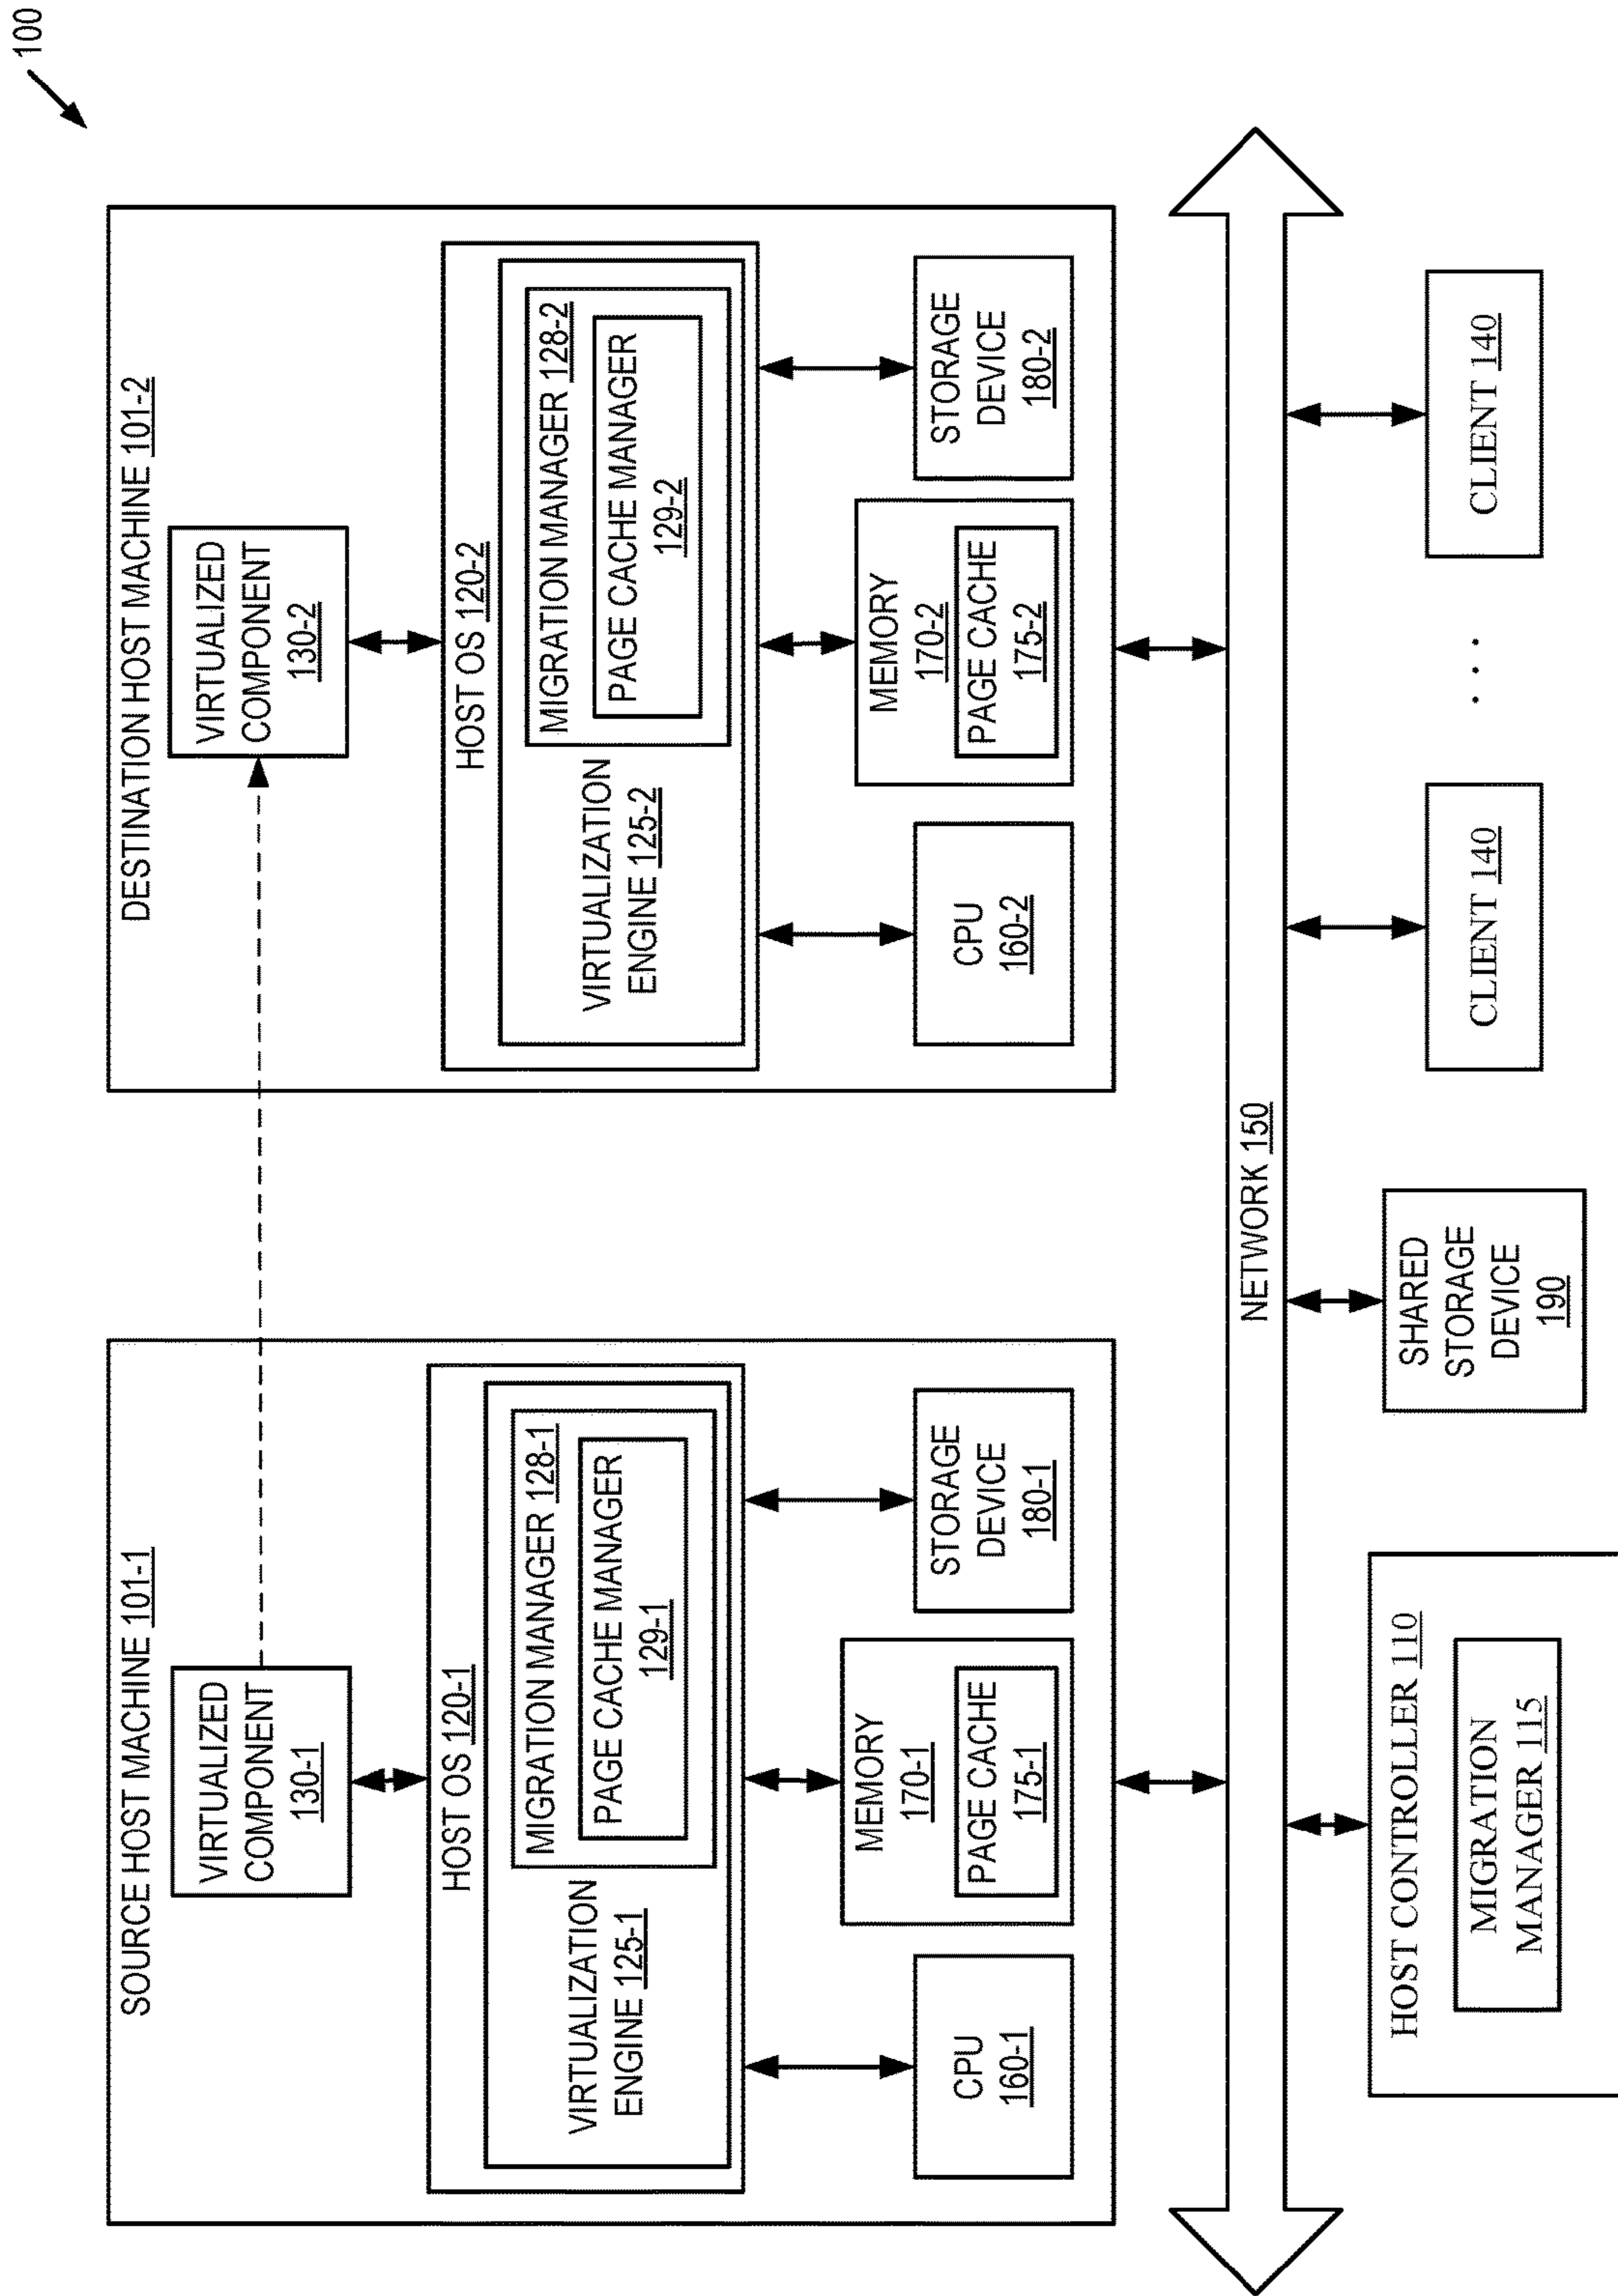 100
SOURCE HOST MACHINE 101-1
VIRTUALIZED
COMPONENT
130-1
HOST OS 120-1
MIGRATION MANAGER 128-1
PAGE CACHE MANAGER
129-1
VIRTUALIZATION
ENGINE 125-1
CPU
160-1
MEMORY
170-1
PAGE CACHE
175-1
STORAGE
DEVICE
180-1
DESTINATION HOST MACHINE 101-2
VIRTUALIZED
COMPONENT
130-2
HOST OS 120-2
MIGRATION MANAGER 128-2
PAGE CACHE MANAGER
129-2
VIRTUALIZATION
ENGINE 125-2
CPU
160-2
MEMORY
170-2
PAGE CACHE
175-2
STORAGE
DEVICE
180-2
NETWORK 150
HOST CONTROLLER 110
MIGRATION
MANAGER 115
SHARED
STORAGE
DEVICE
190
CLIENT 140
. . .
CLIENT 140